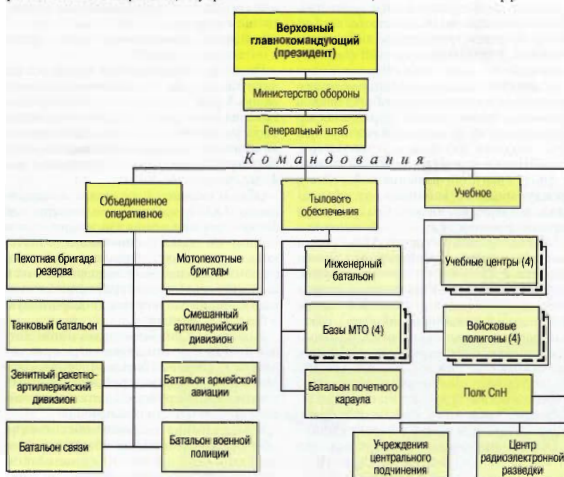 Верховный
главнокомандующий
(президент)
Министерство обороны
Генеральный штаб
Командования
Объединенное
оперативное
Тылового
обеспечения
Учебное
Пехотная бригада
резерва
Мотопехотные
бригады
Инженерный
батальон
Учебные центры (4)
Танковый батальон
Смешанный
артиллерийский
дивизион
Базы МТО (4)
Войсковые
полигоны (4)
Зенитный ракетно-
артиллерийский
дивизион
Батальон армейской
авиации
Батальон почетного
караула
Полк СпН
Батальон связи
Батальон военной
полиции
Учреждения
центрального
подчинения
Центр
радиоэлектронной
разведки